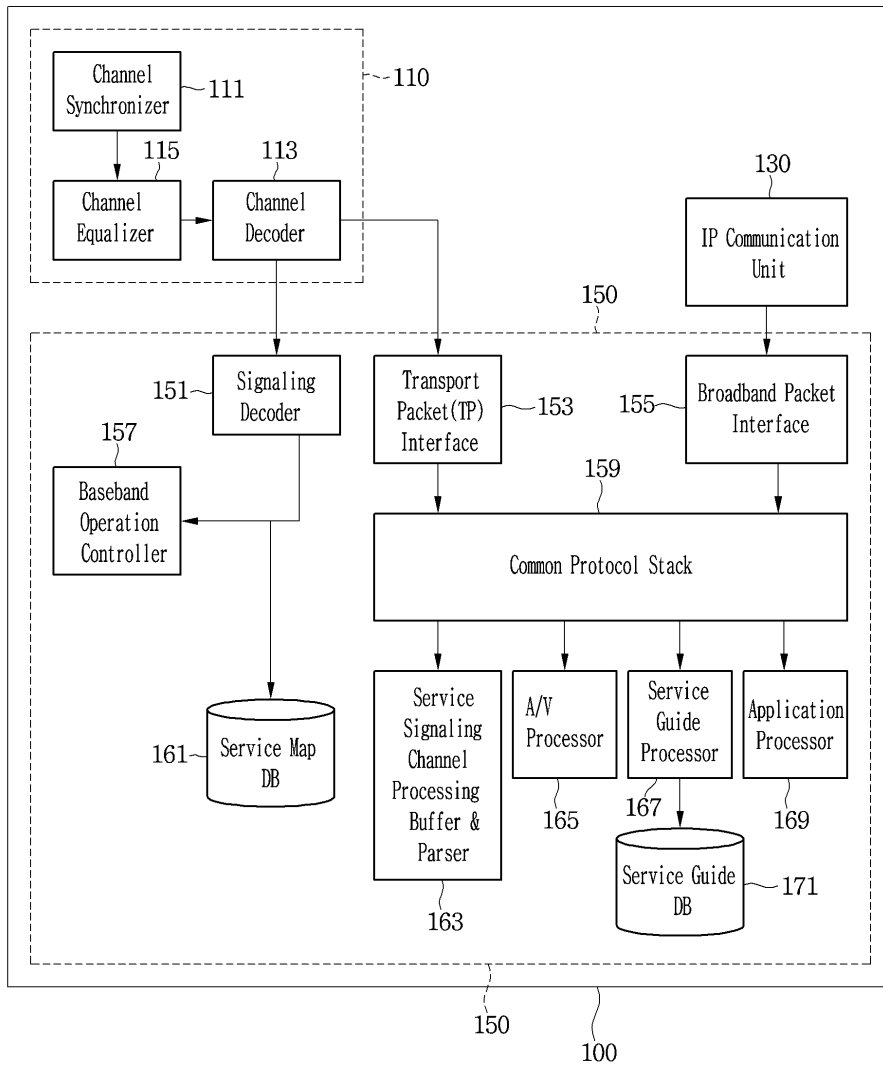 Channel
Synchronizer
111
110
115
113
Channel
Equalizer
Channel
Decoder
130
IP Communication
Unit
150
151
Signaling
Decoder
Transport
Packet(TP)
Interface
153
155
Broadband Packet
Interface
157
Baseband
Operation
Controller
159
Common Protocol Stack
161
Service Map
DB
Service
Signaling
Channel
Processing
Buffer &
Parser
163
A/V
Processor
165
Service
Guide
Processor
167
Application
Processor
169
Service Guide
DB
171
150
100